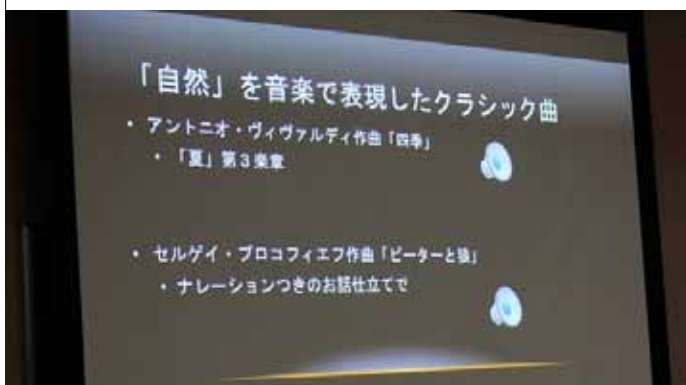 「自然」を音楽で表現したクラシック曲
・アントニオ・ヴィヴァルディ作曲「四季」
・「夏」第3楽章
・セルゲイ・プロコフィエフ作曲「ピーターと狼」
・ナレーションつきのお話仕立てで